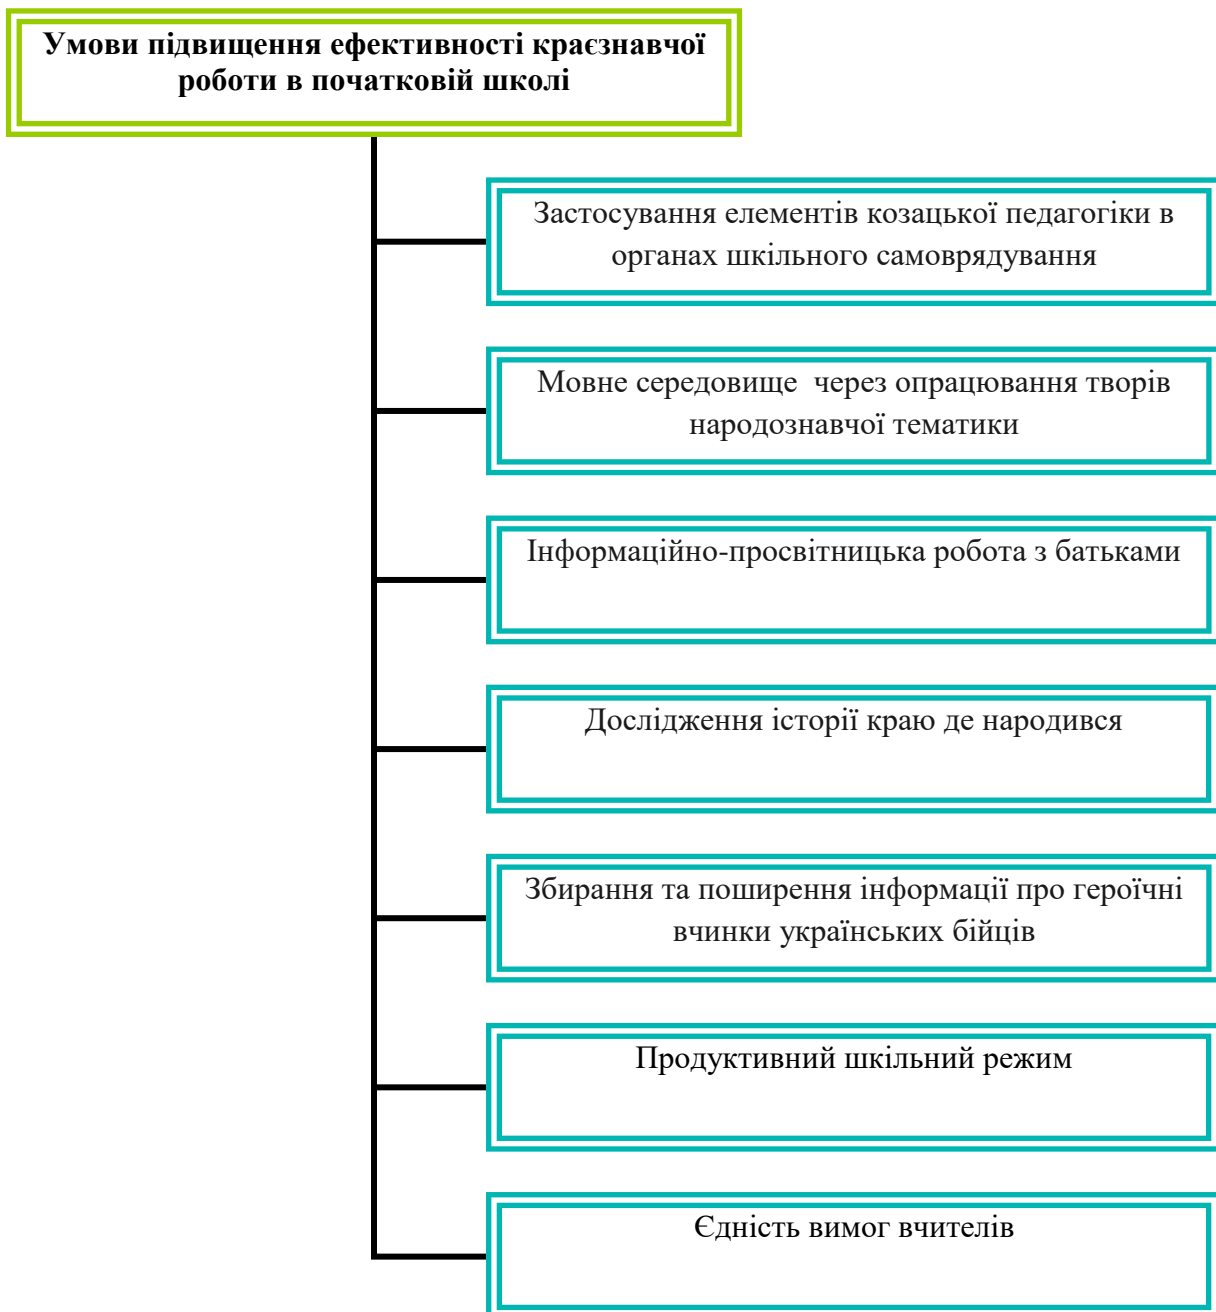 Умови підвищення ефективності краєзнавчої
роботи в початковій школі
Застосування елементів козацької педагогіки в
органах шкільного самоврядування
Мовне середовище  через опрацювання творів
народознавчої тематики
Інформаційно-просвітницька робота з батьками
Дослідження історії краю де народився
Збирання та поширення інформації про героїчні
вчинки українських бійців
Продуктивний шкільний режим
Єдність вимог вчителів